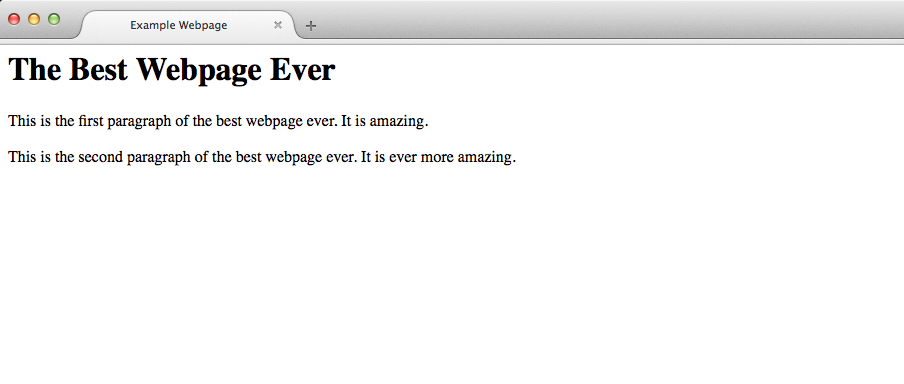 Example Webpage
The Best Webpage Ever
This is the first paragraph of the best webpage ever. It is amazing.
This is the second paragraph of the best webpage ever. It is ever more amazing.